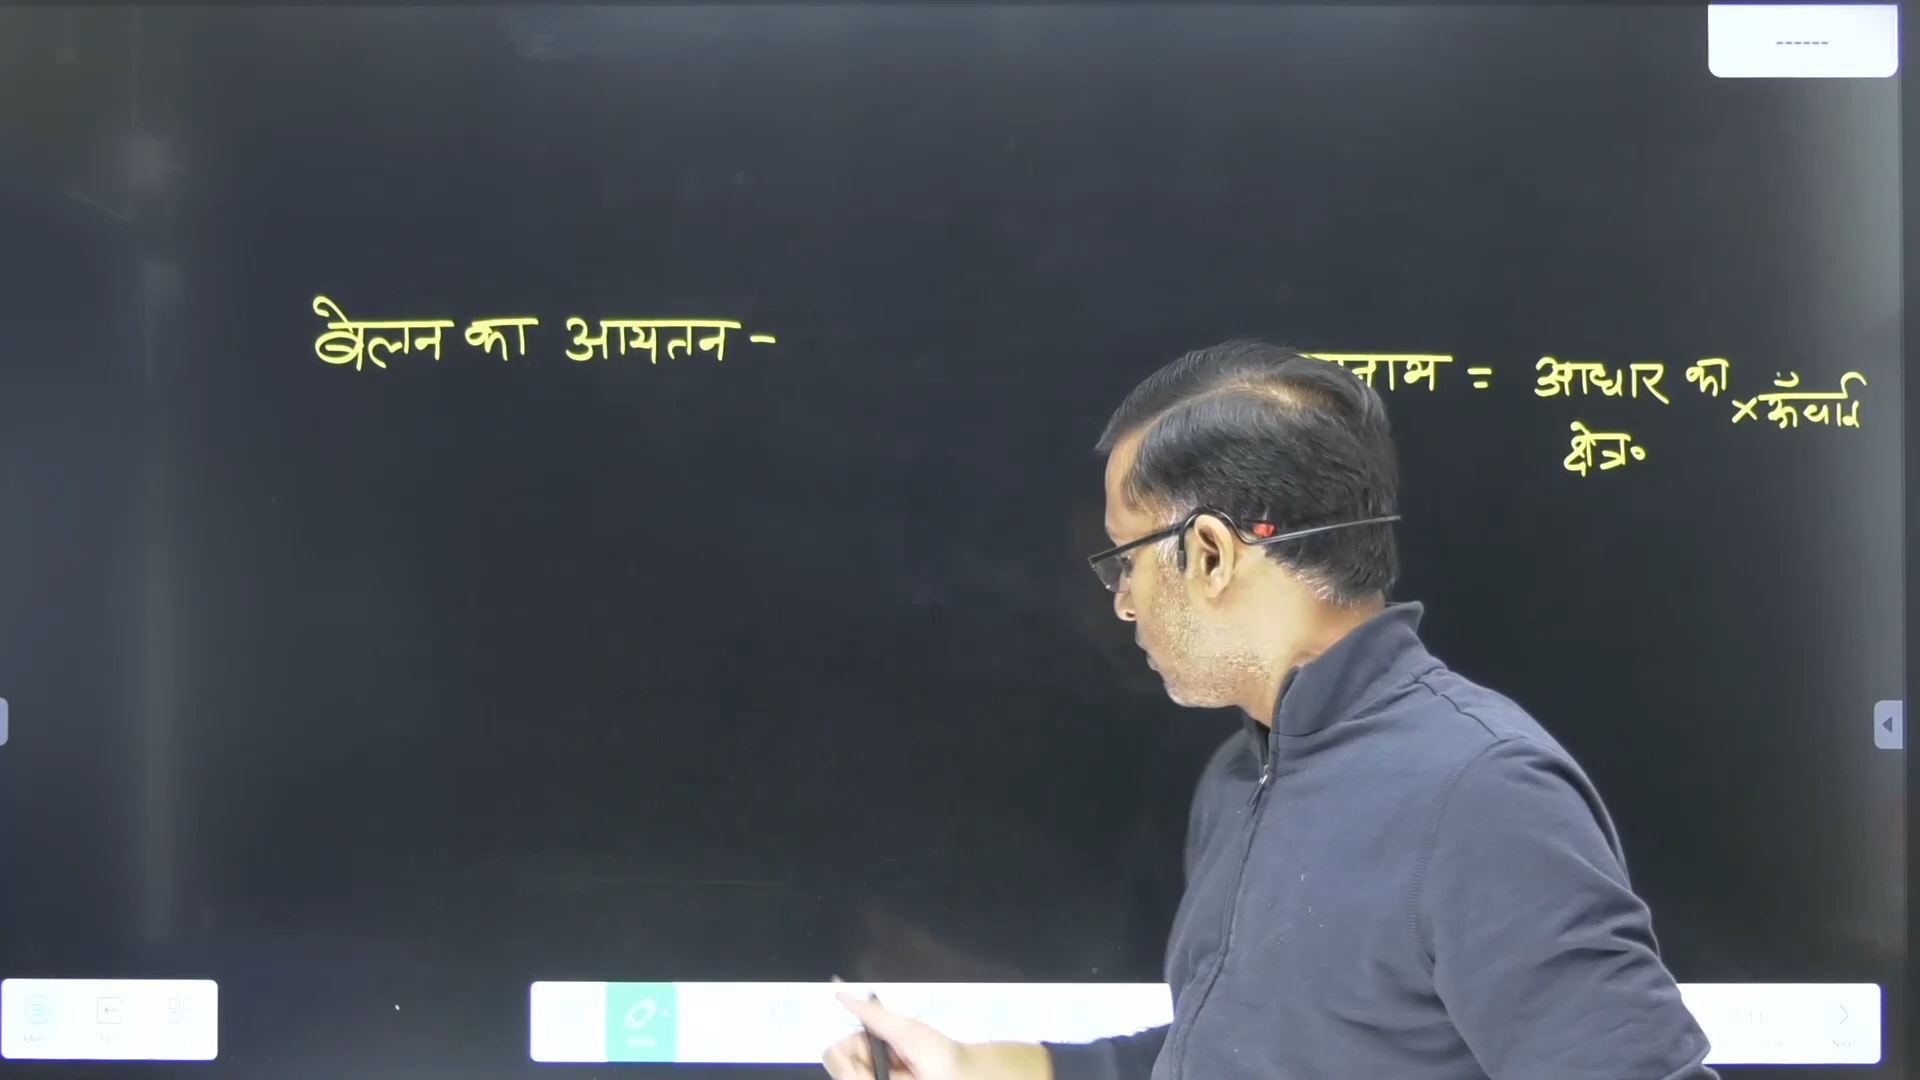 बेलन का आयतन -
= आधार का × ऊँचाई
क्षेत्र०